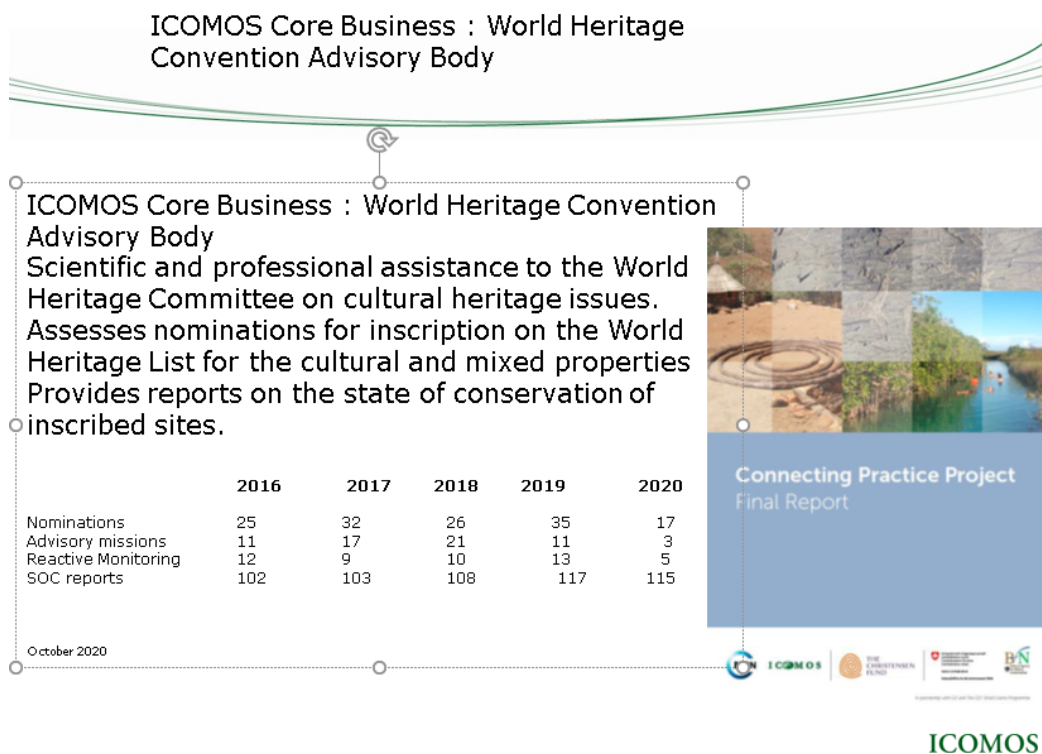 ICOMOS Core Business : World Heritage
Convention Advisory Body
ICOMOS Core Business : World Heritage Convention
Advisory Body
Scientific and professional assistance to the World
Heritage Committee on cultural heritage issues.
Assesses nominations for inscription on the World
Heritage List for the cultural and mixed properties
Provides reports on the state of conservation of
inscribed sites.
2016 2017 2018 2019 2020
Nominations 25 32 26 35 17
Advisory missions 11 17 21 11 3
Reactive Monitoring 12 9 10 13 5
SOC reports 102 103 108 117 115
October 2020
Connecting Practice Project
Final Report
ICOMOS
THE
CHRISTENSEN
FUND
BfN
ICOMOS